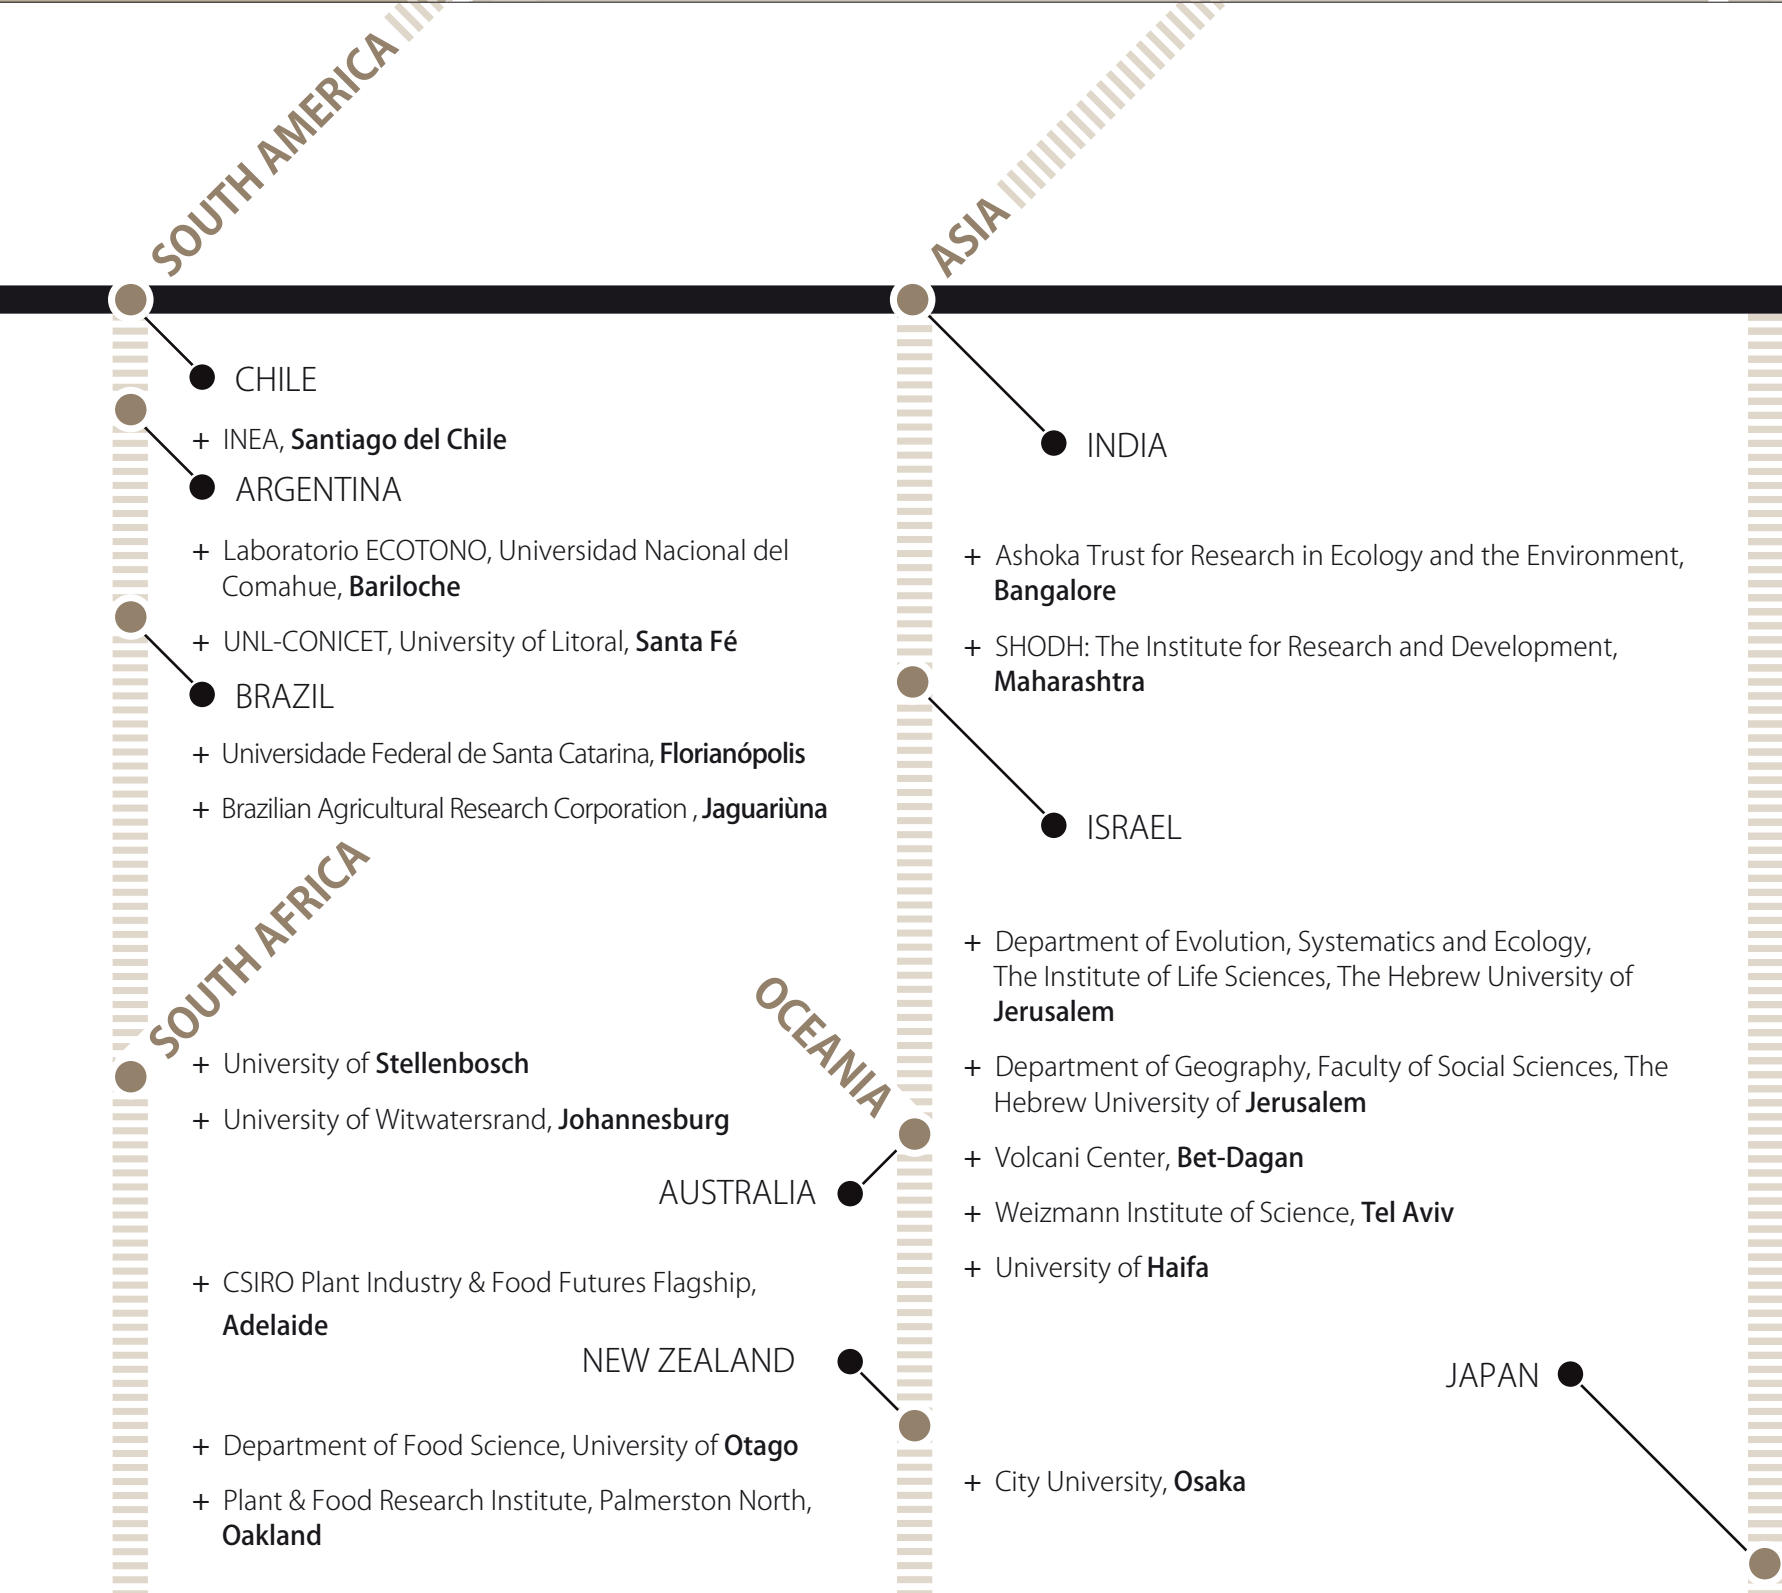 SOUTH AMERICA
CHILE
+ INEA, Santiago del Chile
ARGENTINA
+ Laboratorio ECOTONO, Universidad Nacional del
Comahue, Bariloche
+ UNL-CONICET, University of Litoral, Santa Fé
BRAZIL
+ Universidade Federal de Santa Catarina, Florianópolis
+ Brazilian Agricultural Research Corporation , Jaguariùna
SOUTH AFRICA
+ University of Stellenbosch
+ University of Witwatersrand, Johannesburg
OCEANIA
AUSTRALIA
+ CSIRO Plant Industry & Food Futures Flagship,
Adelaide
NEW ZEALAND
+ Department of Food Science, University of Otago
+ Plant & Food Research Institute, Palmerston North,
Oakland
ASIA
INDIA
+ Ashoka Trust for Research in Ecology and the Environment,
Bangalore
+ SHODH: The Institute for Research and Development,
Maharashtra
ISRAEL
+ Department of Evolution, Systematics and Ecology,
The Institute of Life Sciences, The Hebrew University of
Jerusalem
+ Department of Geography, Faculty of Social Sciences, The
Hebrew University of Jerusalem
+ Volcani Center, Bet-Dagan
+ Weizmann Institute of Science, Tel Aviv
+ University of Haifa
JAPAN
+ City University, Osaka